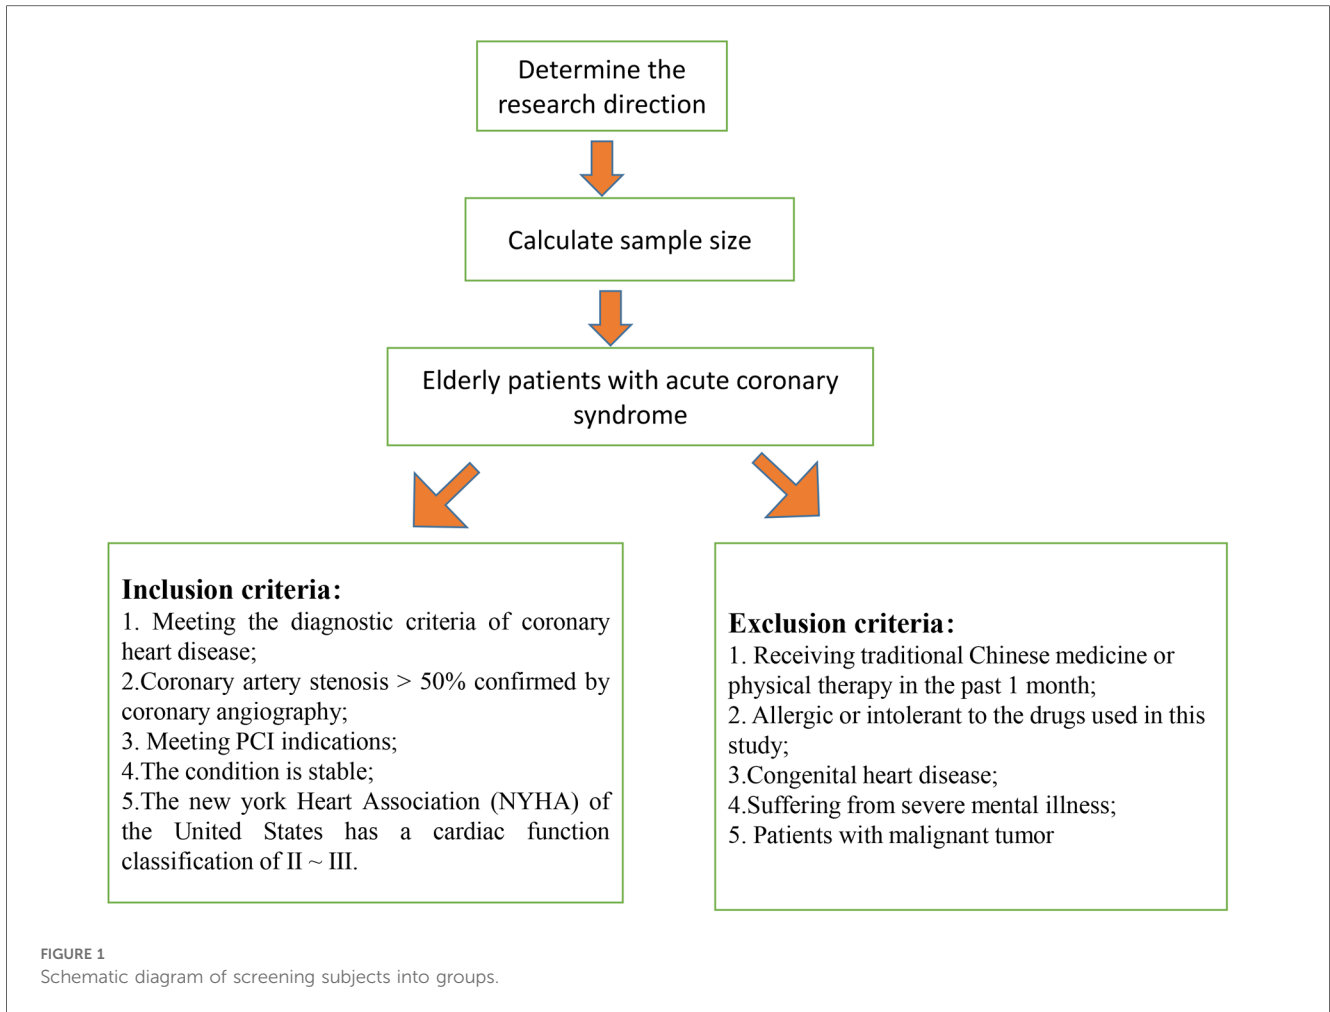 Determine the
research direction
Calculate sample size
Elderly patients with acute coronary
syndrome
Inclusion criteria:
1. Meeting the diagnostic criteria of coronary
heart disease;
2.Coronary artery stenosis > 50% confirmed by
coronary angiography;
3. Meeting PCI indications;
4.The condition is stable;
5.The new york Heart Association (NYHA) of
the United States has a cardiac function
classification of II ~ III.
Exclusion criteria:
1. Receiving traditional Chinese medicine or
physical therapy in the past 1 month;
2. Allergic or intolerant to the drugs used in this
study;
3.Congenital heart disease;
4.Suffering from severe mental illness;
5. Patients with malignant tumor
FIGURE 1
Schematic diagram of screening subjects into groups.